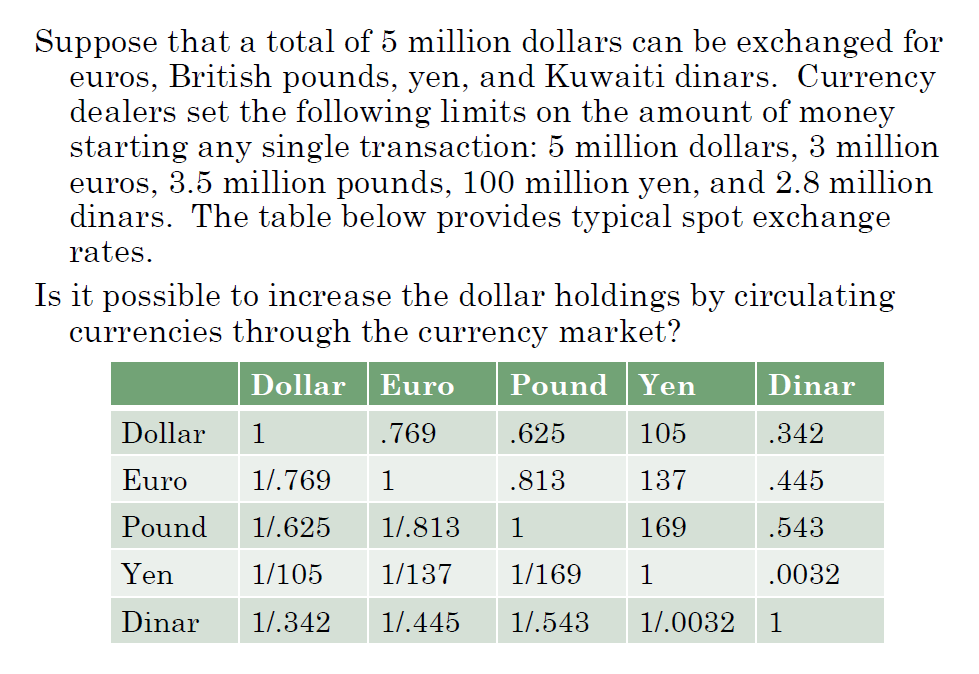 Suppose that a total of 5 million dollars can be exchanged for
euros, British pounds, yen, and Kuwaiti dinars. Currency
dealers set the following limits on the amount of money
starting any single transaction: 5 million dollars, 3 million
euros, 3.5 million pounds, 100 million yen, and 2.8 million
dinars. The table below provides typical spot exchange
rates.
Is it possible to increase the dollar holdings by circulating
currencies through the currency market?
Dollar Euro Pound Yen Dinar
Dollar 1 .769 .625 105 .342
Euro 1/.769 1 .813 137 .445
Pound 1/.625 1/.813 1 169 .543
Yen 1/105 1/137 1/169 1 .0032
Dinar 1/.342 1/.445 1/.543 1/.0032 1